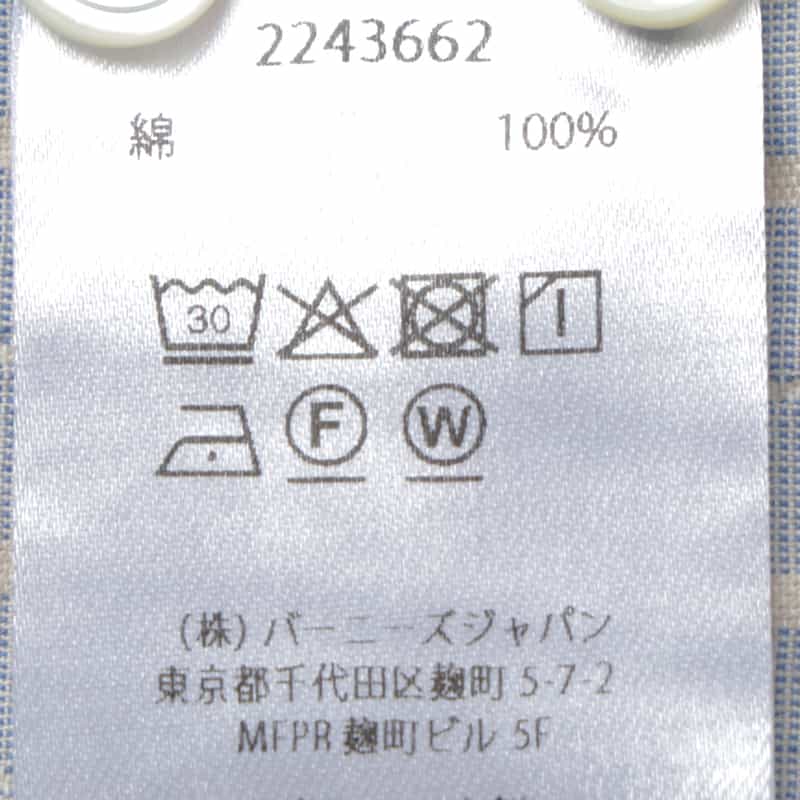 2243662
綿 100%
30
F W
(株)バーニーズジャパン
東京都千代田区麹町 5-7-2
MFPR 麹町ビル 5F